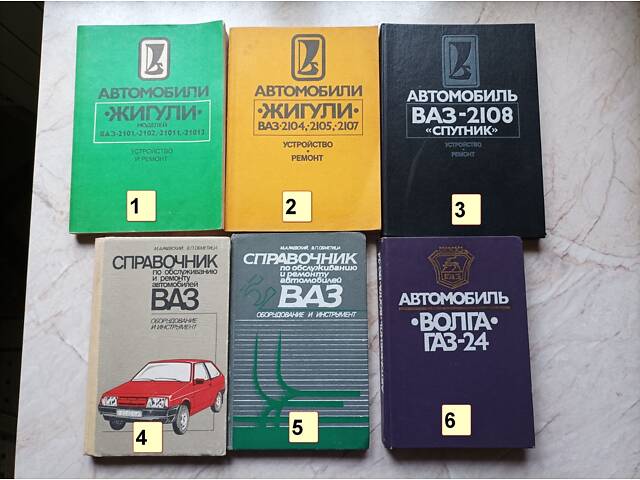 АВТОМОБИЛИ
·ЖИГУЛИ·
МОДЕЛЕЙ
ВАЗ-2101,-2102,-21011,-21013
УСТРОЙСТВО
И РЕМОНТ
1
АВТОМОБИЛИ
·ЖИГУЛИ·
ВАЗ-2104,-2105,-2107
УСТРОЙСТВО
·
РЕМОНТ
2
АВТОМОБИЛЬ
ВАЗ-2108
«СПУТНИК»
УСТРОЙСТВО
·
РЕМОНТ
3
СПРАВОЧНИК
по обслуживанию
и ремонту
автомобилей
ВАЗ
ОБОРУДОВАНИЕ
И ИНСТРУМЕНТ
4
СПРАВОЧНИК
по обслуживанию
и ремонту
автомобилей
ВАЗ
ОБОРУДОВАНИЕ И ИНСТРУМЕНТ
5
ГАЗ
АВТОМОБИЛЬ
·ВОЛГА·
ГАЗ-24
6